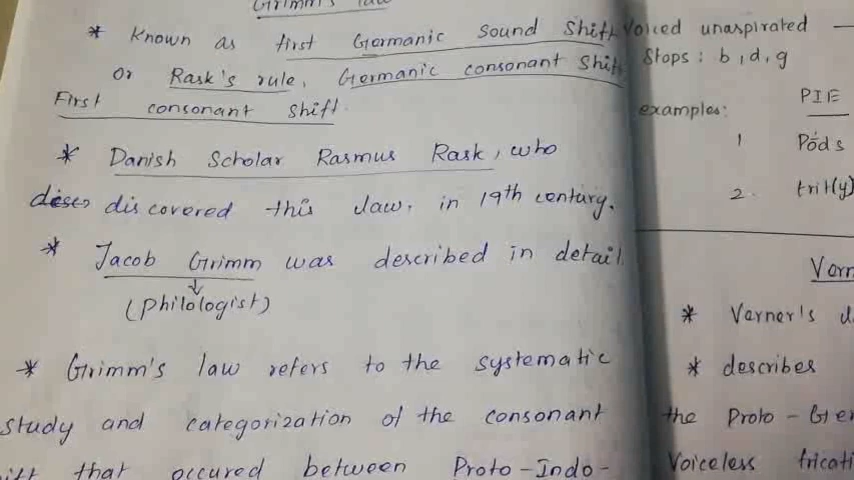 Grimm's law
* Known as first Germanic Sound Shift
or Rask's rule, Germanic consonant Shift
First consonant shift.
* Danish Scholar Rasmus Rask, who
discovered this law, in 19th century.
* Jacob Grimm was described in detail.
(Philologist)
* Grimm's law refers to the systematic
study and categorization of the consonant
that occured between Proto-Indo-
Voiced unaspirated —
Stops: b, d, g
examples: PIE
1 Póds
2.
* Verner's
* describes
the Proto-Ger
Voiceless fricati